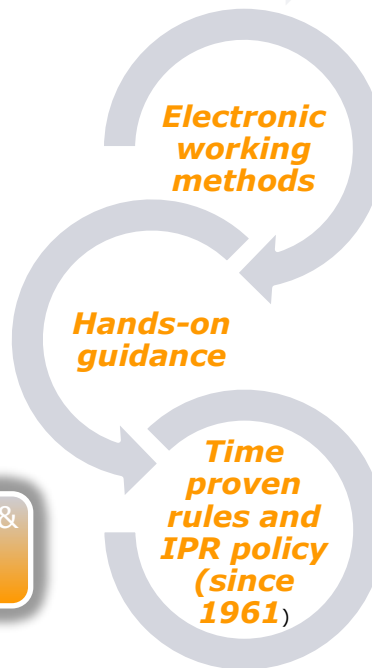 Electronic
working
methods
Hands-on
guidance
Time
proven
rules and
IPR policy
(since
1961)
&